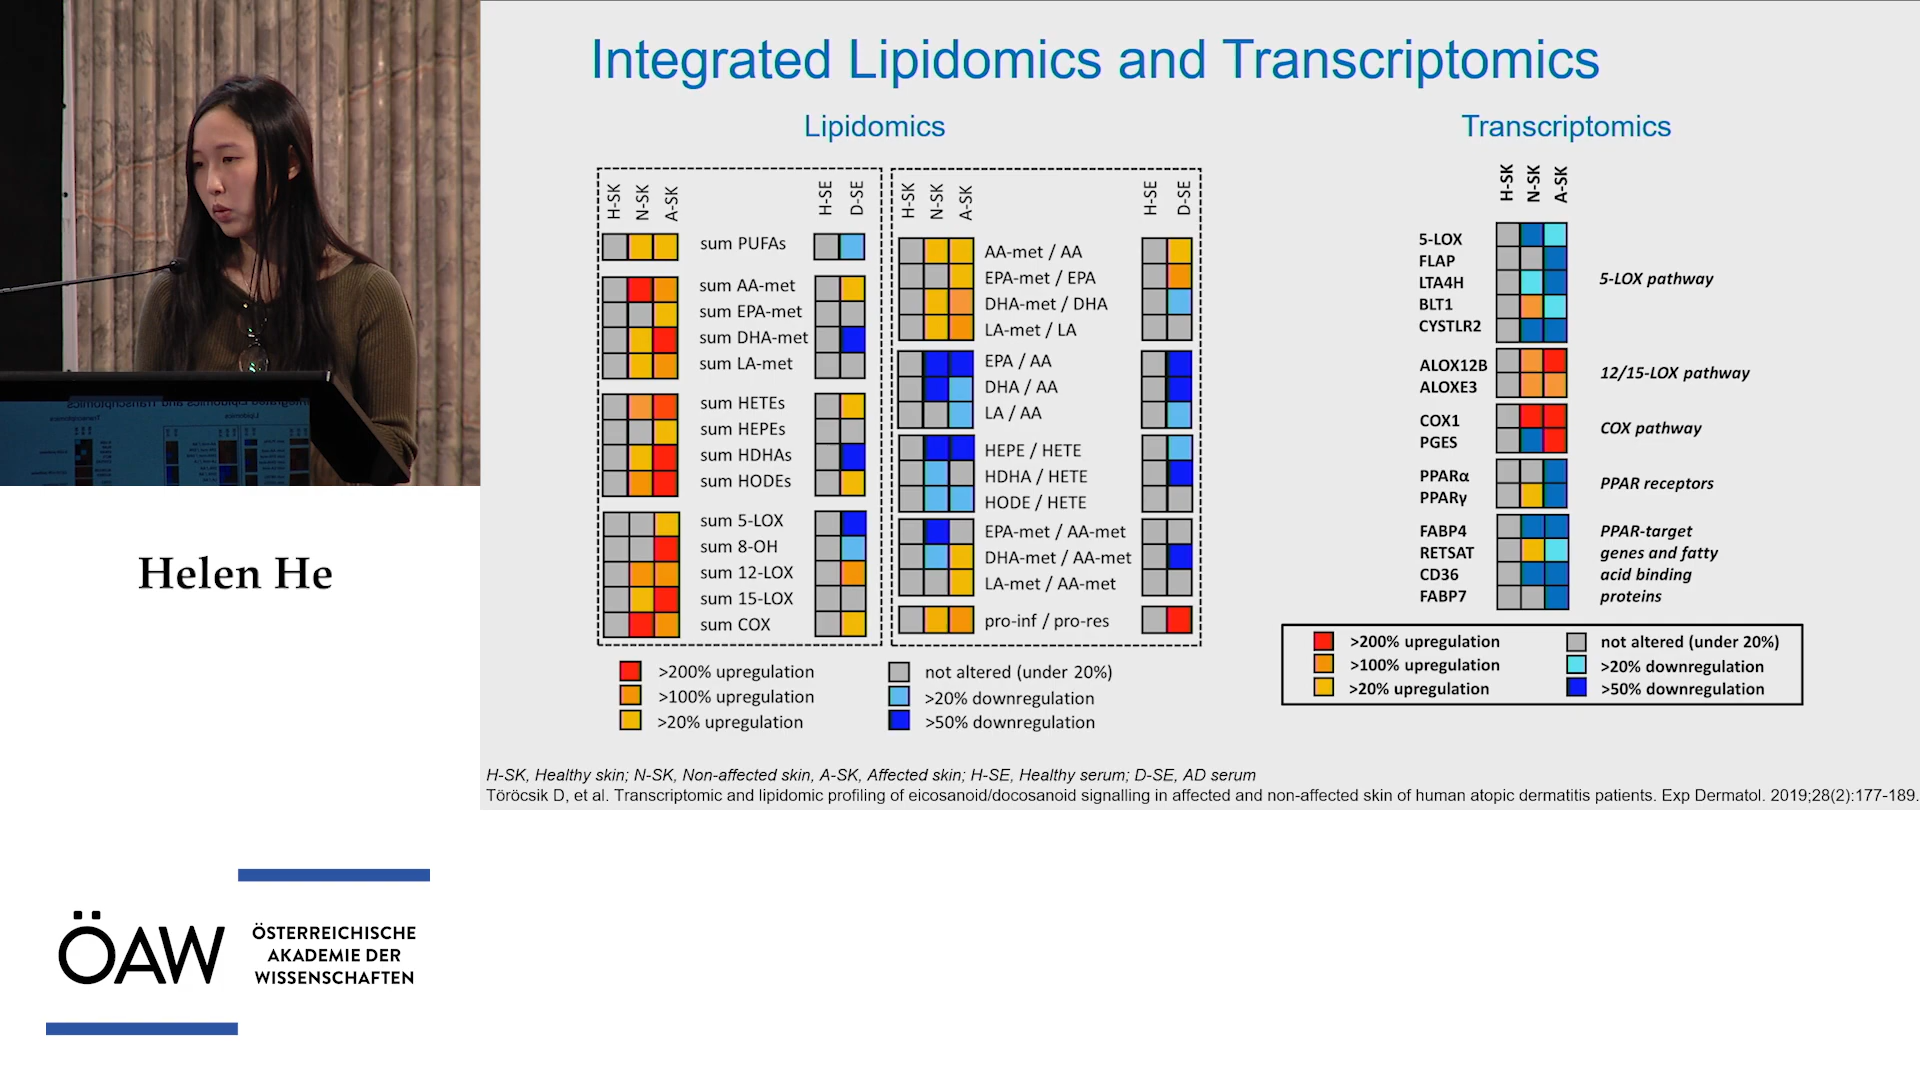 Integrated Lipidomics and Transcriptomics
Lipidomics
Transcriptomics
H-SK
N-SK
A-SK
H-SE
D-SE
sum PUFAs
sum AA-met
sum EPA-met
sum DHA-met
sum LA-met
sum HETEs
sum HEPEs
sum HDHAs
sum HODEs
sum 5-LOX
sum 8-OH
sum 12-LOX
sum 15-LOX
sum COX
H-SK
N-SK
A-SK
H-SE
D-SE
AA-met / AA
EPA-met / EPA
DHA-met / DHA
LA-met / LA
EPA / AA
DHA / AA
LA / AA
HEPE / HETE
HDHA / HETE
HODE / HETE
EPA-met / AA-met
DHA-met / AA-met
LA-met / AA-met
pro-inf / pro-res
>200% upregulation
>100% upregulation
>20% upregulation
not altered (under 20%)
>20% downregulation
>50% downregulation
H-SK
N-SK
A-SK
5-LOX
FLAP
LTA4H
BLT1
CYSLTR2
5-LOX pathway
ALOX12B
ALOXE3
12/15-LOX pathway
COX1
PGES
COX pathway
PPARα
PPARγ
PPAR receptors
FABP4
RETSAT
CD36
FABP7
PPAR-target
genes and fatty
acid binding
proteins
>200% upregulation
>100% upregulation
>20% upregulation
not altered (under 20%)
>20% downregulation
>50% downregulation
H-SK, Healthy skin; N-SK, Non-affected skin, A-SK, Affected skin; H-SE, Healthy serum; D-SE, AD serum
Töröcsik D, et al. Transcriptomic and lipidomic profiling of eicosanoid/docosanoid signalling in affected and non-affected skin of human atopic dermatitis patients. Exp Dermatol. 2019;28(2):177-189.
Helen He
ÖAW
ÖSTERREICHISCHE
AKADEMIE DER
WISSENSCHAFTEN